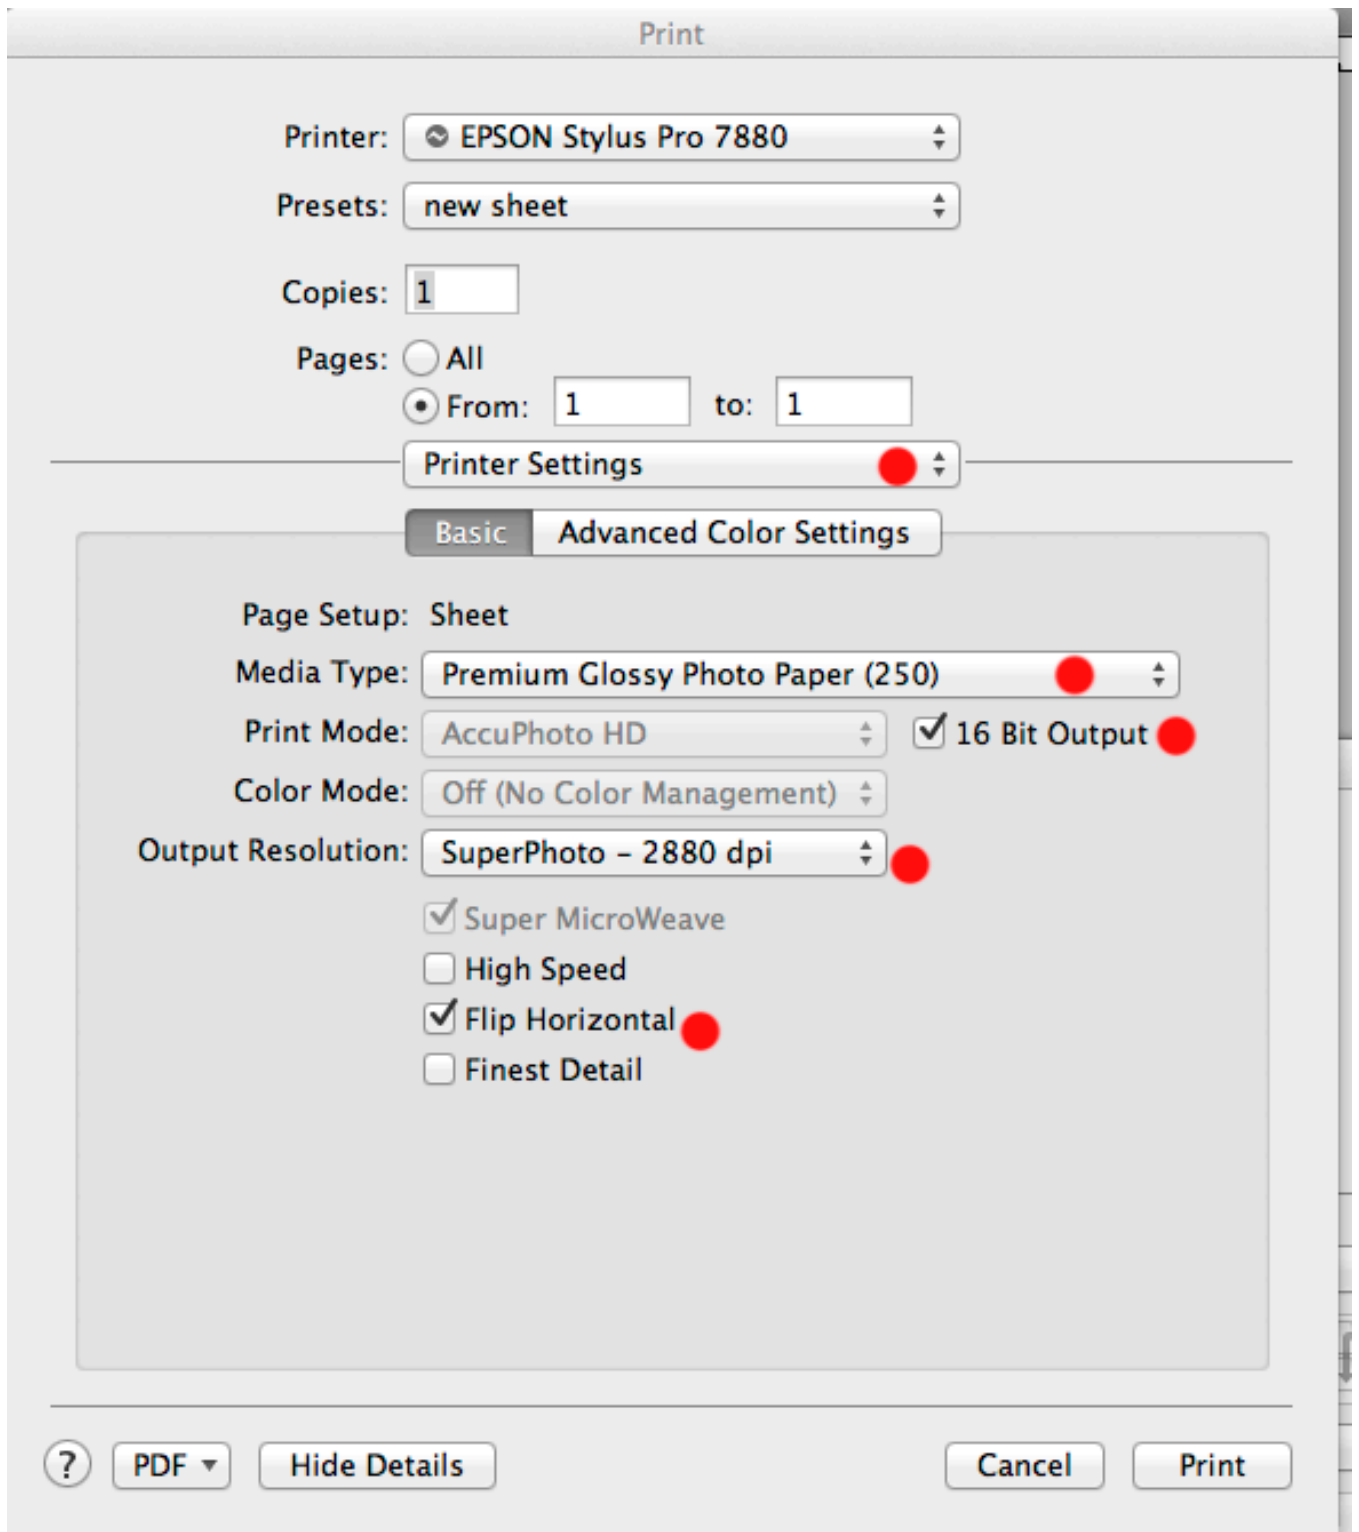 Print
Printer: EPSON Stylus Pro 7880
Presets: new sheet
Copies: 1
Pages: All
From: 1 to: 1
Printer Settings
Basic Advanced Color Settings
Page Setup: Sheet
Media Type: Premium Glossy Photo Paper (250)
Print Mode: AccuPhoto HD 16 Bit Output
Color Mode: Off (No Color Management)
Output Resolution: SuperPhoto – 2880 dpi
Super MicroWeave
High Speed
Flip Horizontal
Finest Detail
? PDF Hide Details Cancel Print